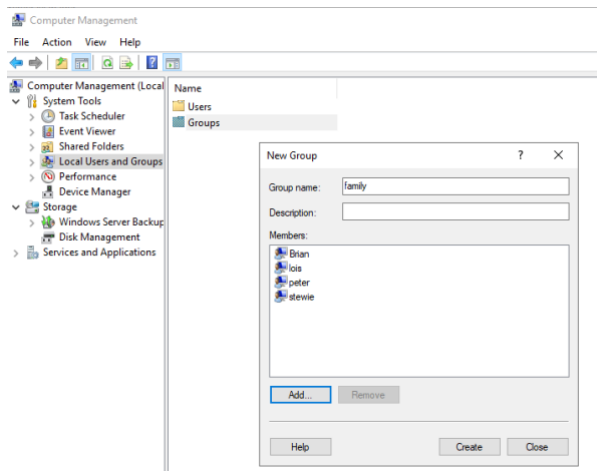 Computer Management
File Action View Help
Computer Management (Local
System Tools
Task Scheduler
Event Viewer
Shared Folders
Local Users and Groups
Performance
Device Manager
Storage
Windows Server Backup
Disk Management
Services and Applications
Name
Users
Groups
New Group
Group name: family
Description:
Members:
Brian
lois
peter
stewie
Add... Remove
Help Create Close